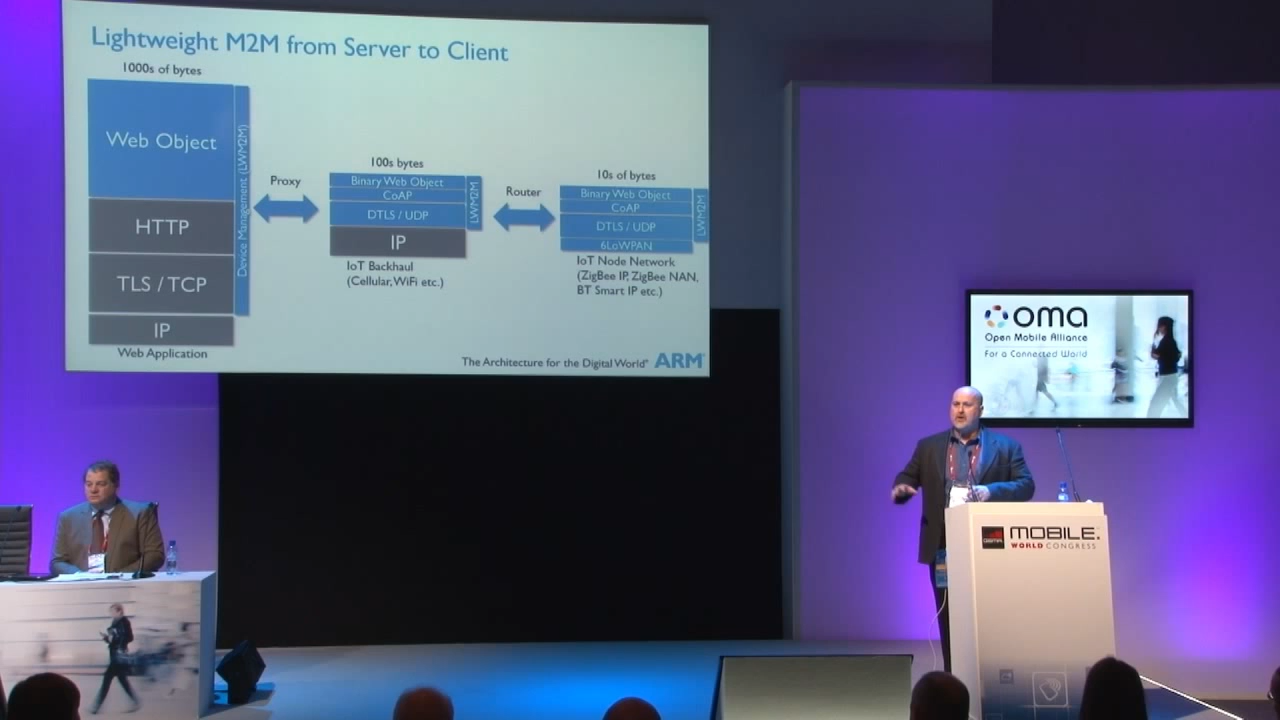 Lightweight M2M from Server to Client
1000s of bytes
Web Object
HTTP
TLS / TCP
IP
Device Management (LWM2M)
Web Application
Proxy
100s bytes
Binary Web Object
CoAP
DTLS / UDP
IP
LWM2M
IoT Backhaul
(Cellular, WiFi etc.)
Router
10s of bytes
Binary Web Object
CoAP
DTLS / UDP
6LoWPAN
LWM2M
IoT Node Network
(ZigBee IP, ZigBee NAN,
BT Smart IP etc.)
The Architecture for the Digital World® ARM®
oma
Open Mobile Alliance
For a Connected World
GSMA
MOBILE
WORLD CONGRESS